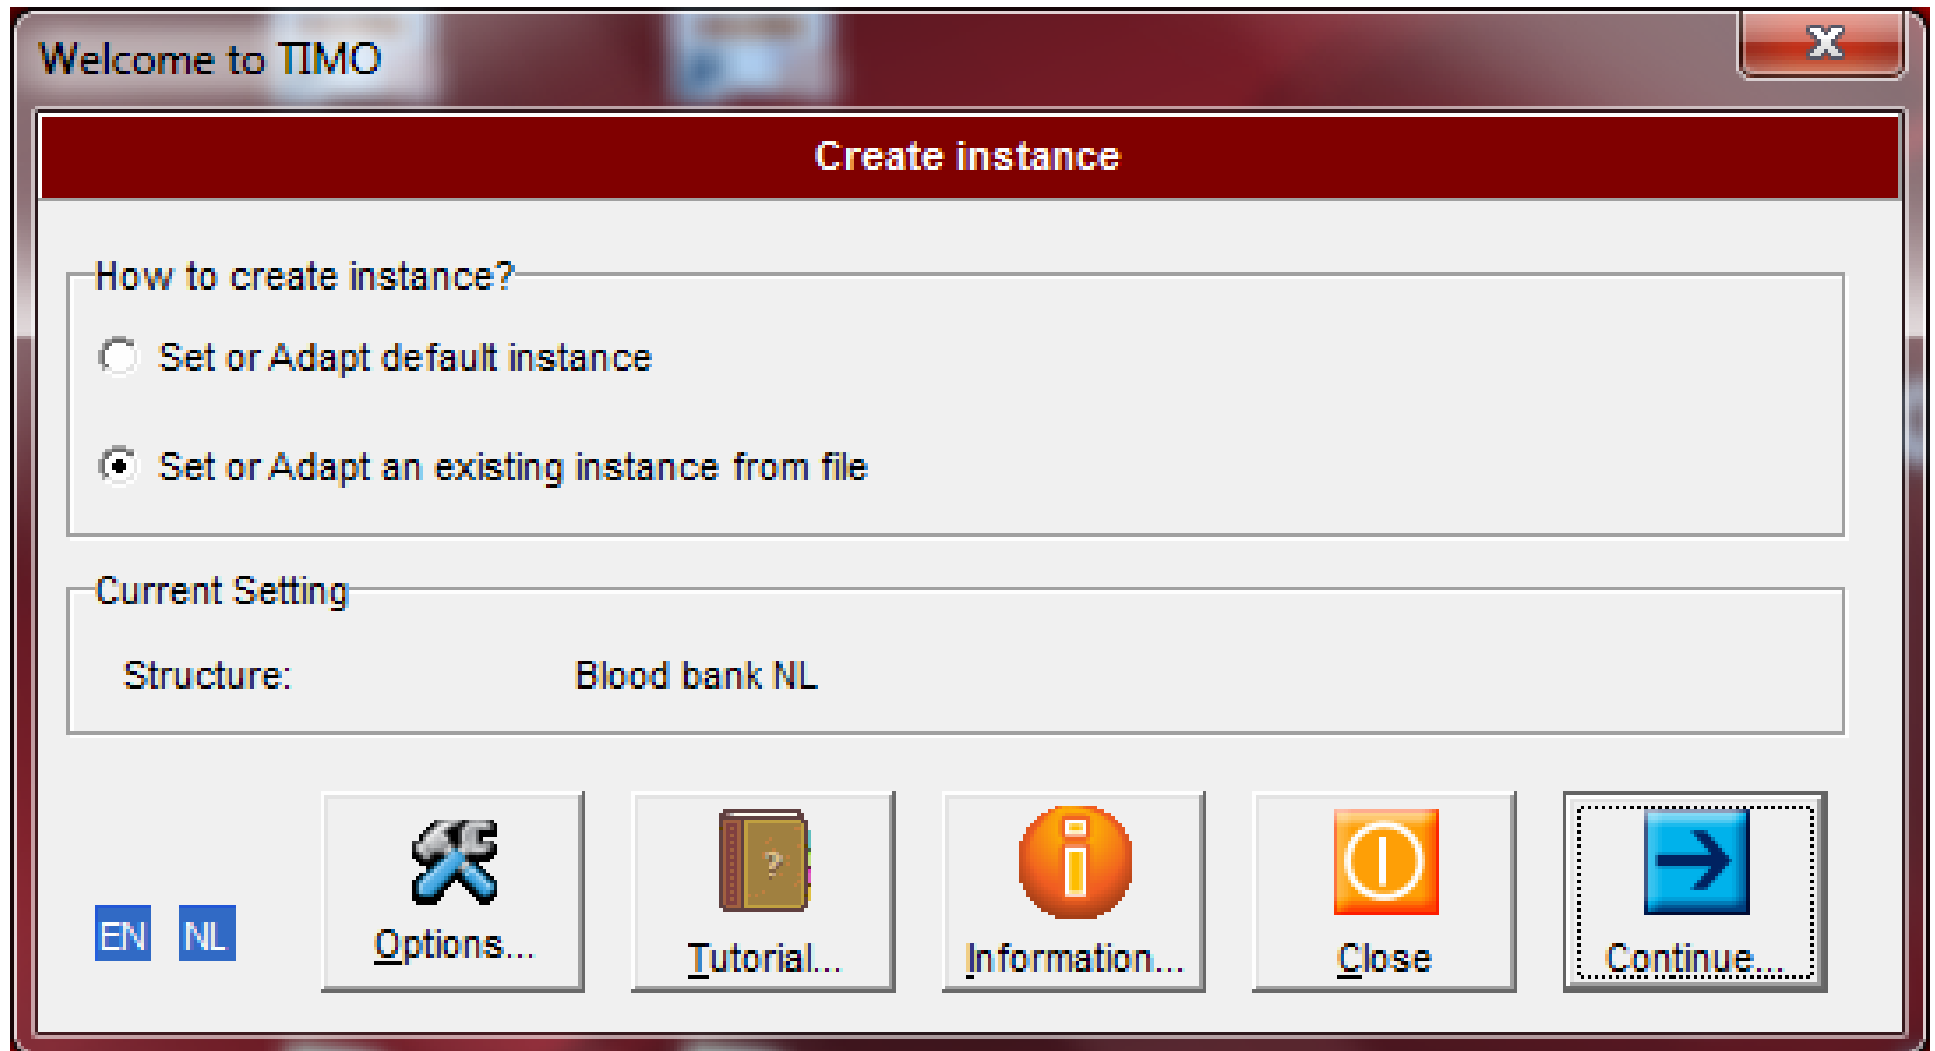 Welcome to TIMO
Create instance
How to create instance?
Set or Adapt default instance
Set or Adapt an existing instance from file
Current Setting
Structure: Blood bank NL
EN NL Options... Tutorial... Information... Close Continue...